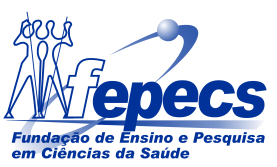 fepecs
Fundação de Ensino e Pesquisa
em Ciências da Saúde